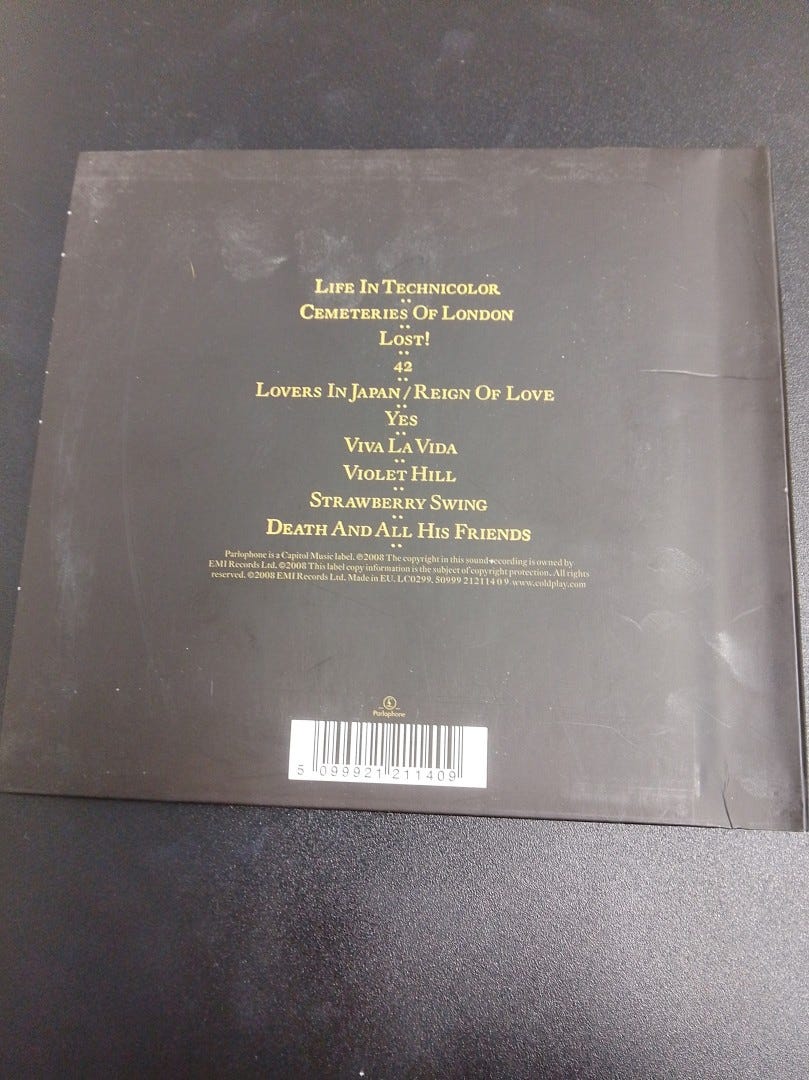 LIFE IN TECHNICOLOR
CEMETERIES OF LONDON
LOST!
42
LOVERS IN JAPAN/REIGN OF LOVE
YES
VIVA LA VIDA
VIOLET HILL
STRAWBERRY SWING
DEATH AND ALL HIS FRIENDS
Parlophone is a Capitol Music label. ℗2008 The copyright in this sound recording is owned by
EMI Records Ltd. ©2008 This label copy information is the subject of copyright protection. All rights
reserved. ©2008 EMI Records Ltd. Made in EU. LC0299. 50999 212114 0 9. www.coldplay.com
£
Parlophone
5 099921 211409